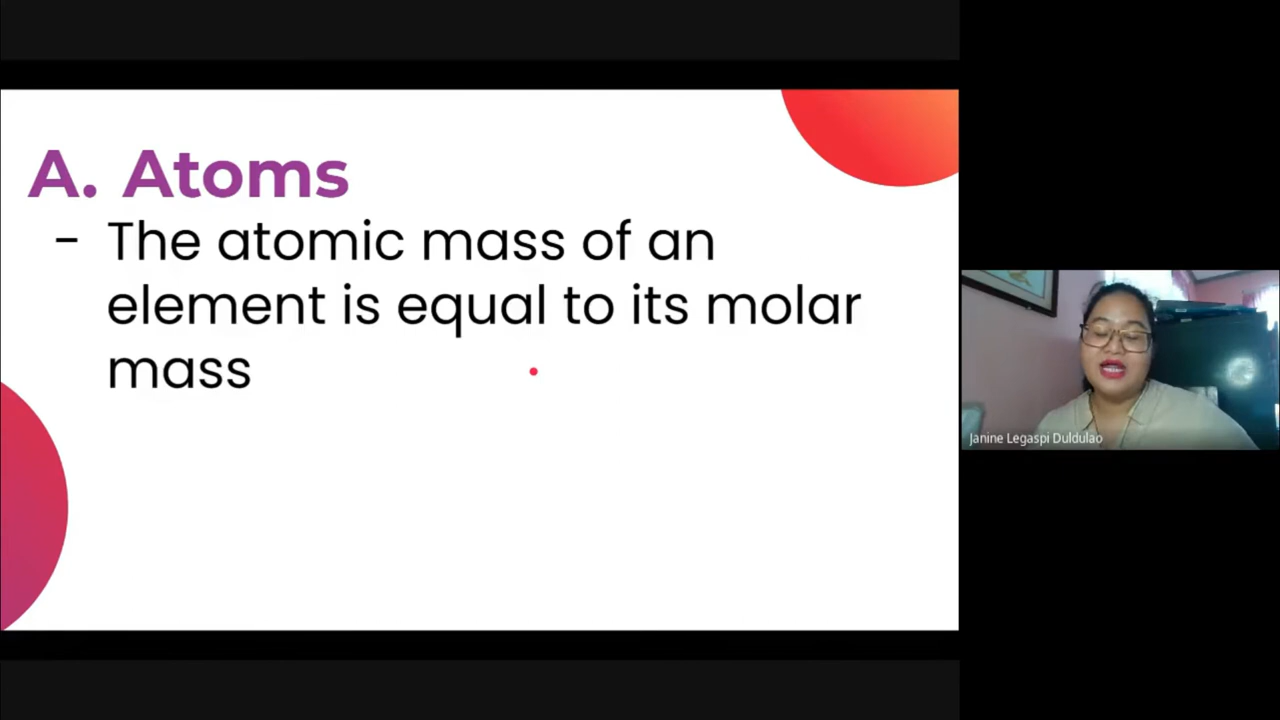 A. Atoms
- The atomic mass of an
element is equal to its molar
mass
Janine Legaspi Duldulao